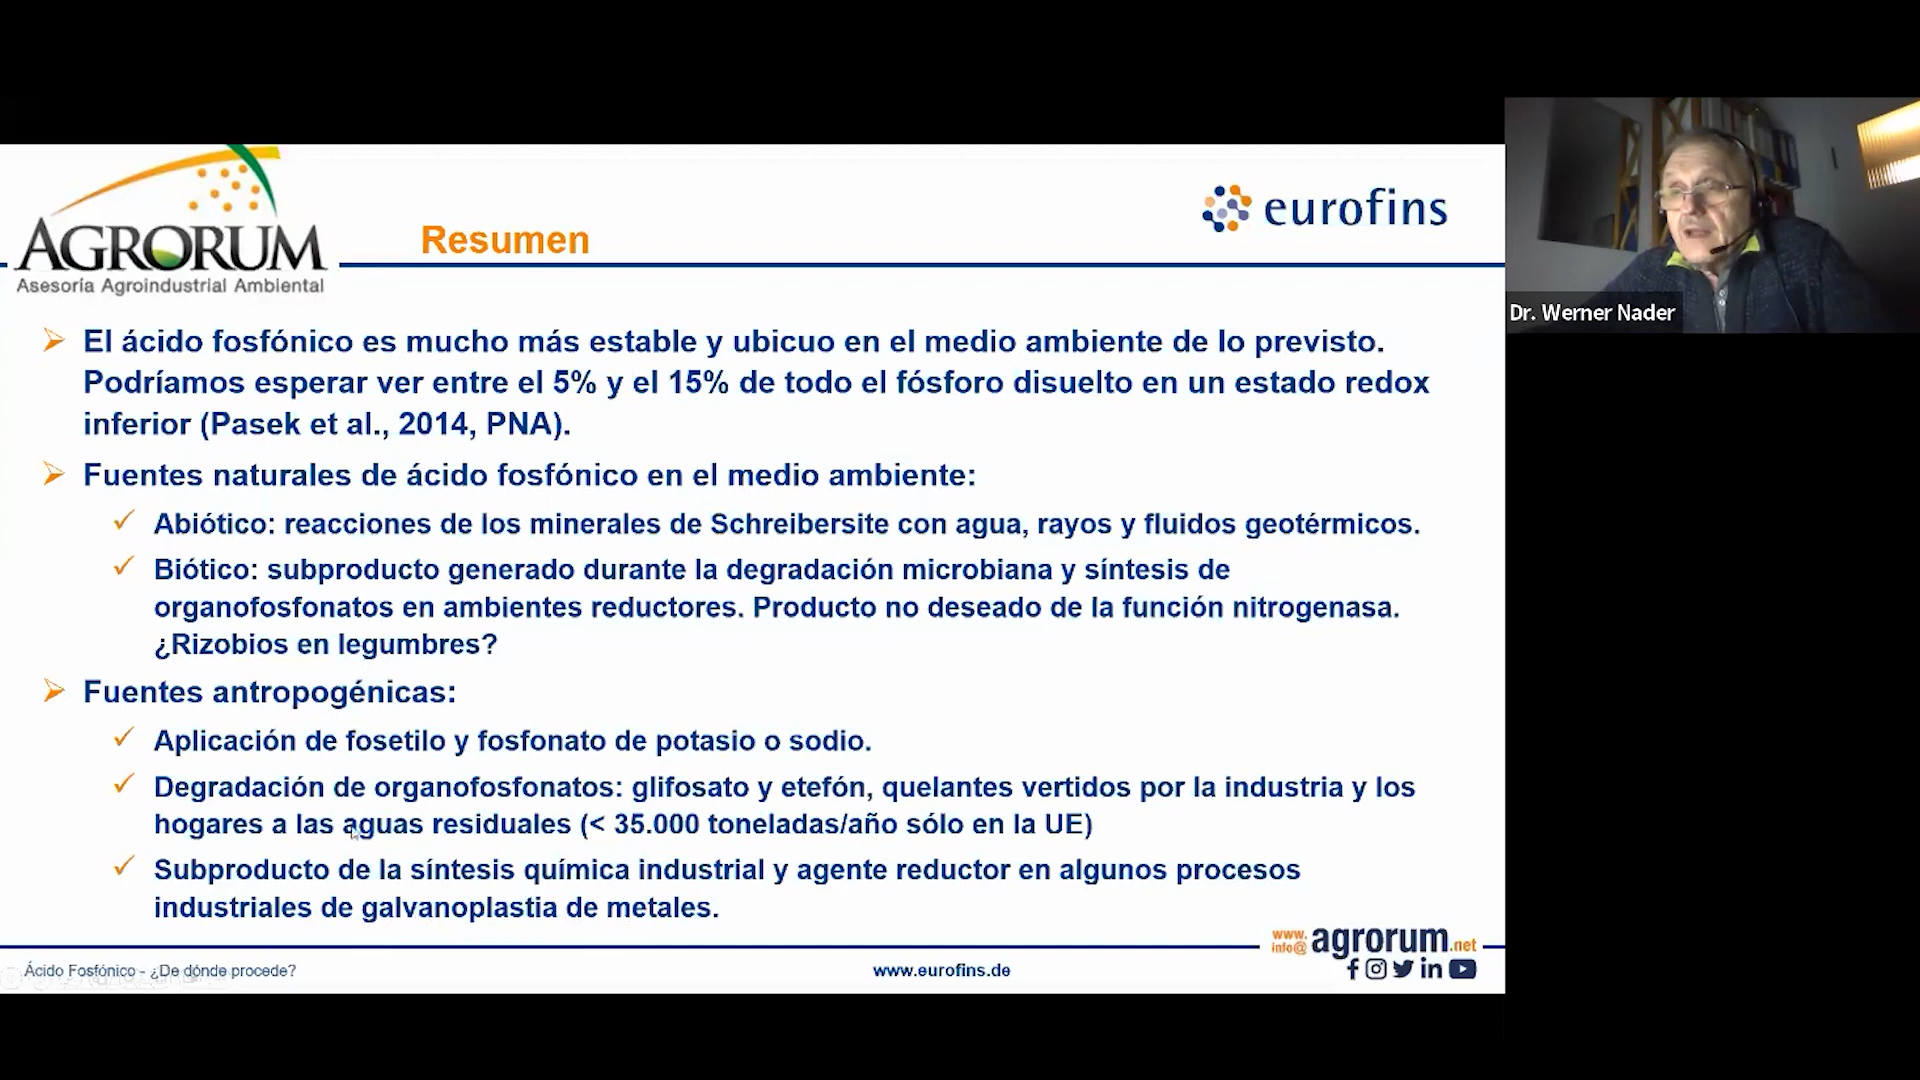 AGRORUM
Asesoría Agroindustrial Ambiental
Resumen
eurofins
Dr. Werner Nader
El ácido fosfónico es mucho más estable y ubicuo en el medio ambiente de lo previsto.
Podríamos esperar ver entre el 5% y el 15% de todo el fósforo disuelto en un estado redox
inferior (Pasek et al., 2014, PNA).
Fuentes naturales de ácido fosfónico en el medio ambiente:
Abiótico: reacciones de los minerales de Schreibersite con agua, rayos y fluidos geotérmicos.
Biótico: subproducto generado durante la degradación microbiana y síntesis de
organofosfonatos en ambientes reductores. Producto no deseado de la función nitrogenasa.
¿Rizobios en legumbres?
Fuentes antropogénicas:
Aplicación de fosetilo y fosfonato de potasio o sodio.
Degradación de organofosfonatos: glifosato y etefón, quelantes vertidos por la industria y los
hogares a las aguas residuales (< 35.000 toneladas/año sólo en la UE)
Subproducto de la síntesis química industrial y agente reductor en algunos procesos
industriales de galvanoplastia de metales.
www.
info@ agrorum.net
Ácido Fosfónico - ¿De dónde procede?
www.eurofins.de